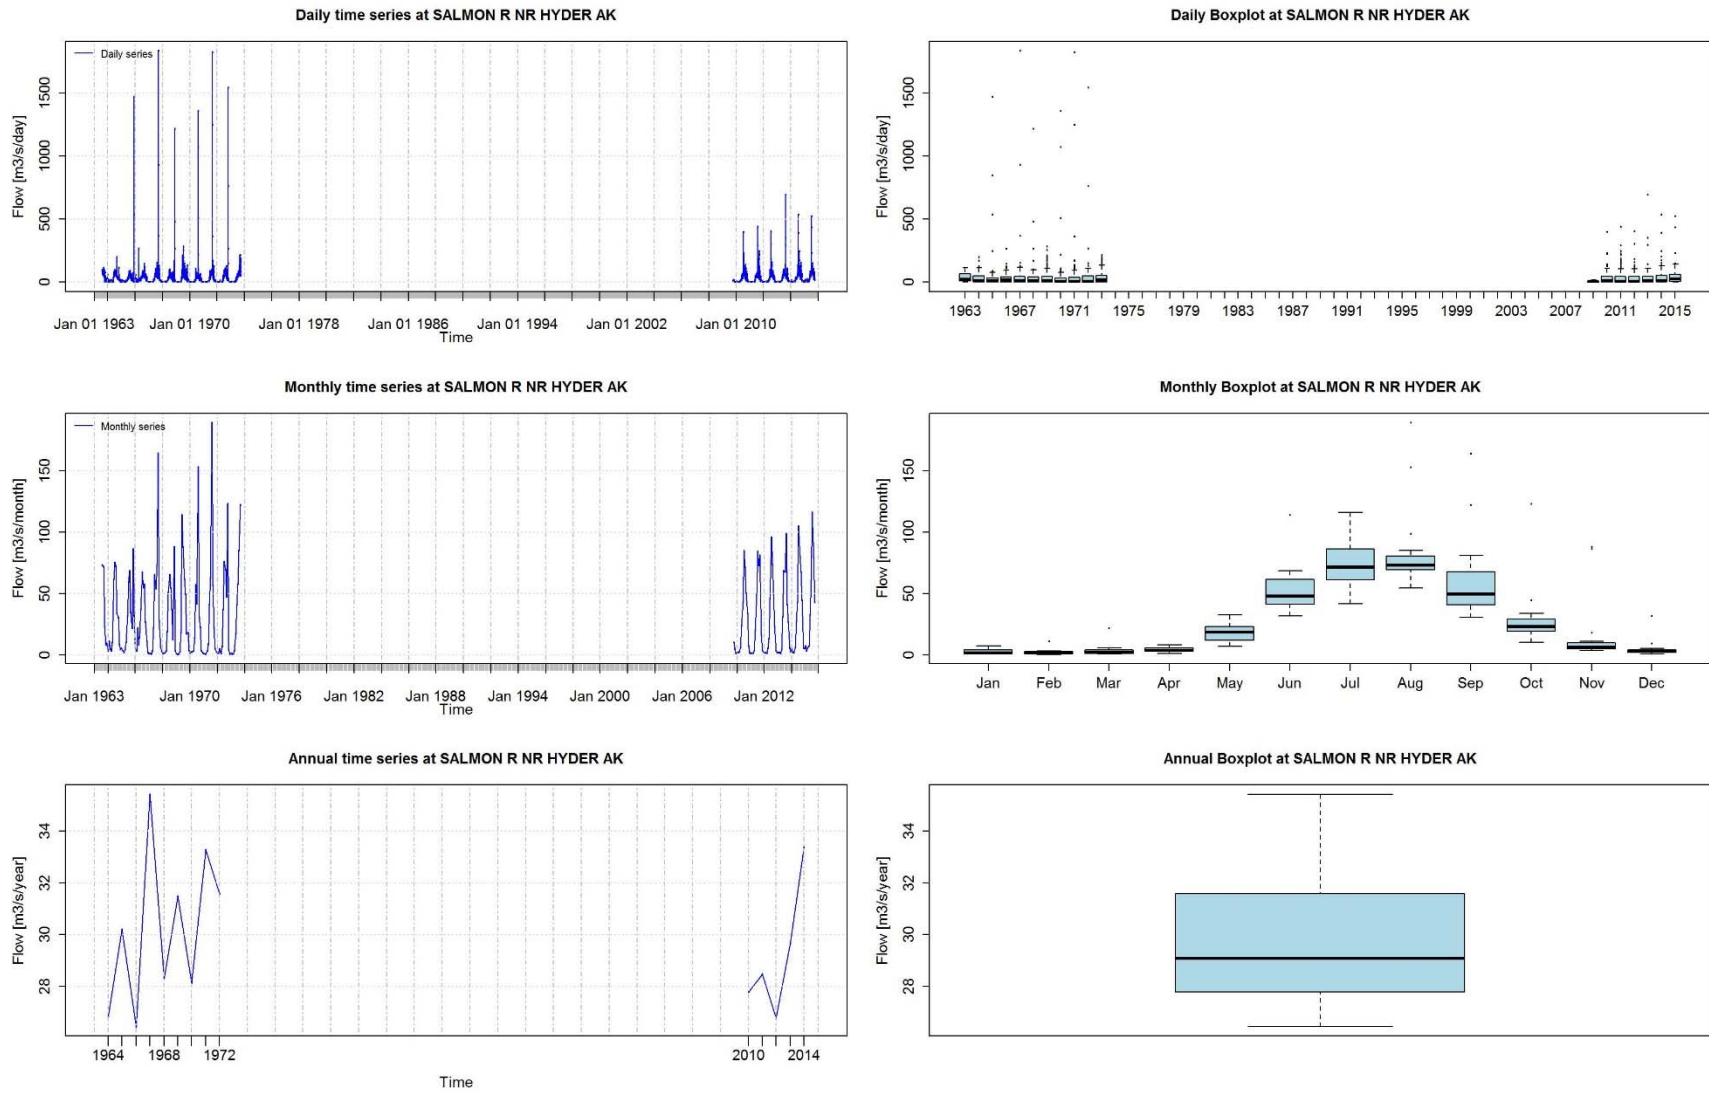 Daily time series at SALMON R NR HYDER AK
Daily series
Flow [m3/s/day]
1500
1000
500
0
Jan 01 1963 Jan 01 1970 Jan 01 1978 Jan 01 1986 Jan 01 1994 Jan 01 2002 Jan 01 2010
Time
Daily Boxplot at SALMON R NR HYDER AK
Flow [m3/s/day]
1500
1000
500
0
1963 1967 1971 1975 1979 1983 1987 1991 1995 1999 2003 2007 2011 2015
Monthly time series at SALMON R NR HYDER AK
Monthly series
Flow [m3/s/month]
150
100
50
0
Jan 1963 Jan 1970 Jan 1976 Jan 1982 Jan 1988 Jan 1994 Jan 2000 Jan 2006 Jan 2012
Time
Monthly Boxplot at SALMON R NR HYDER AK
Flow [m3/s/month]
150
100
50
0
Jan Feb Mar Apr May Jun Jul Aug Sep Oct Nov Dec
Annual time series at SALMON R NR HYDER AK
Flow [m3/s/year]
34
32
30
28
1964 1968 1972 2010 2014
Time
Annual Boxplot at SALMON R NR HYDER AK
Flow [m3/s/year]
34
32
30
28